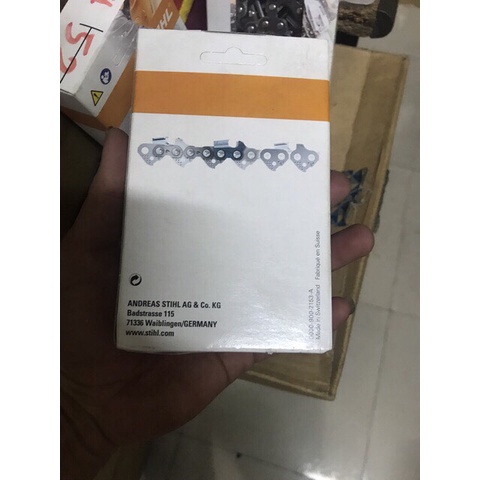 STIHL
ANDREAS STIHL AG & Co. KG
Badstrasse 115
71336 Waiblingen/GERMANY
www.stihl.com
Made in Switzerland Fabriqué en Suisse